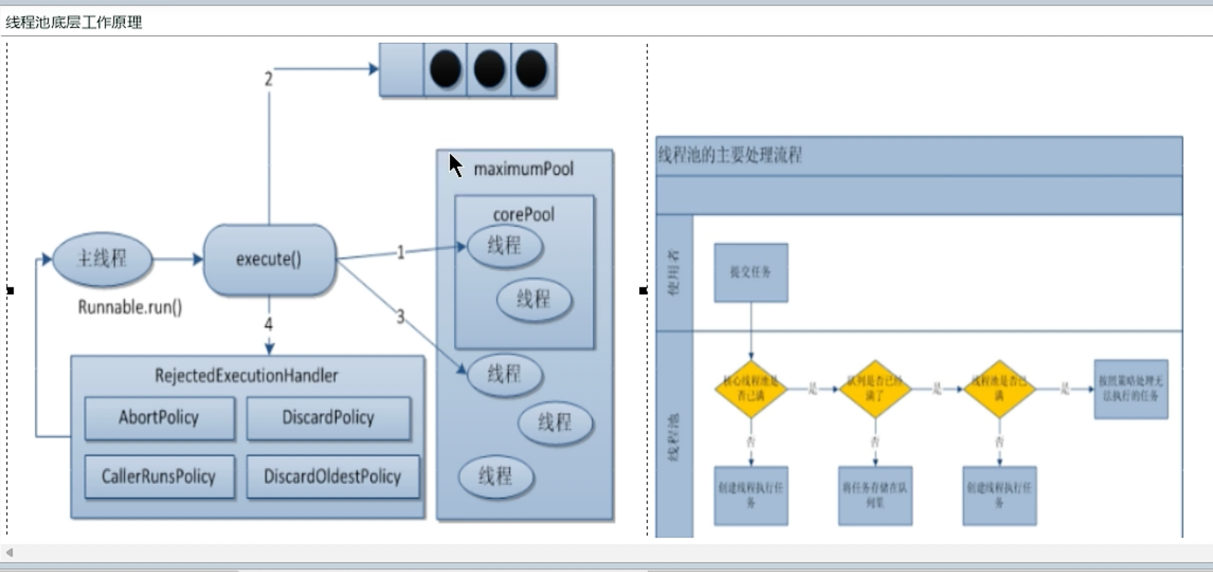 线程池底层工作原理
2
maximumPool
corePool
线程
线程
主线程
execute()
1
Runnable.run()
3
4
线程
线程
线程
RejectedExecutionHandler
AbortPolicy
DiscardPolicy
CallerRunsPolicy
DiscardOldestPolicy
线程池的主要处理流程
使用者
提交任务
线程池
核心线程池是
否已满
是
队列是否已经
满了
是
线程池是否已
满
是
按照策略处理无
法执行的任务
否
否
否
创建线程执行任
务
将任务存储在队
列里
创建线程执行任
务